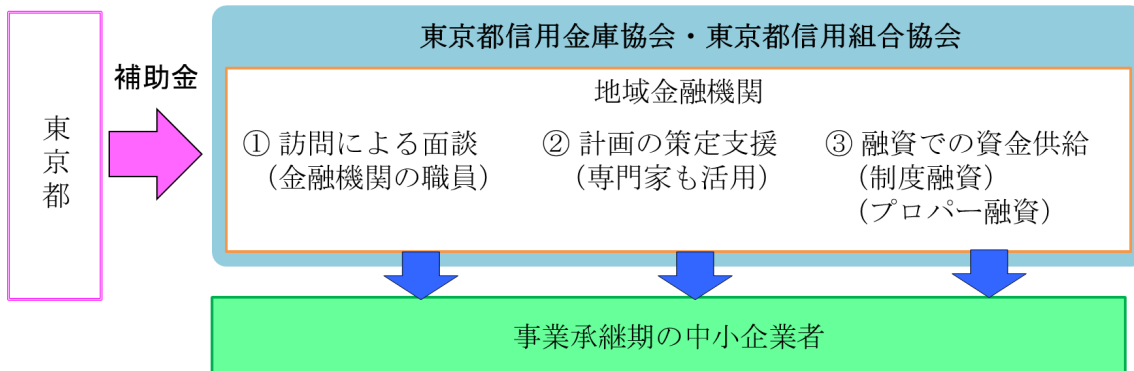 東京都
補助金
東京都信用金庫協会・東京都信用組合協会
地域金融機関
① 訪問による面談
（金融機関の職員）
② 計画の策定支援
（専門家も活用）
③ 融資での資金供給
（制度融資）
（プロパー融資）
事業承継期の中小企業者